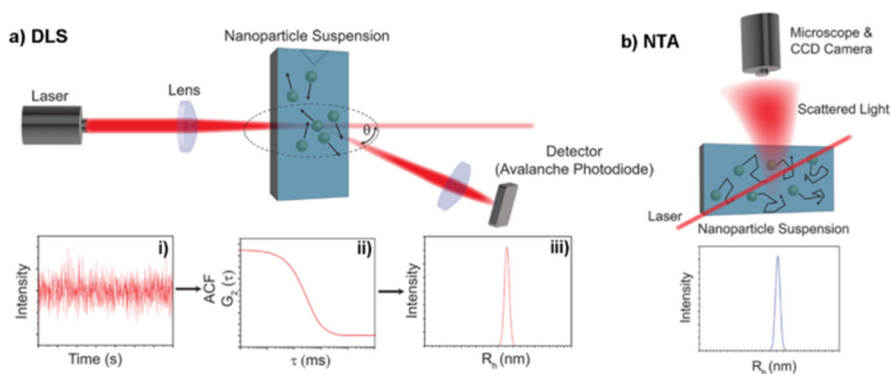 a) DLS
Nanoparticle Suspension
Laser
Lens
θ
Detector
(Avalanche Photodiode)
i)
Intensity
Time (s)
ii)
ACF
G₂ (τ)
τ (ms)
iii)
Intensity
Rₕ (nm)
b) NTA
Microscope &
CCD Camera
Scattered Light
Laser
Nanoparticle Suspension
Intensity
Rₕ (nm)